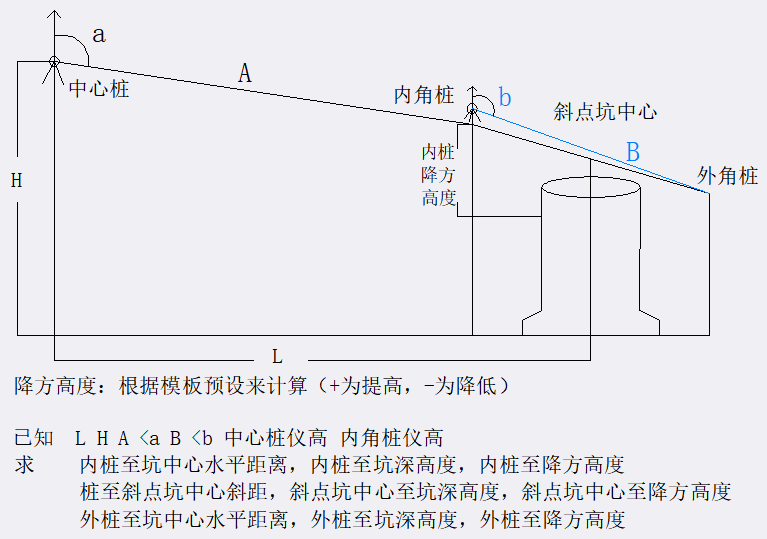 a
中心桩
A
内角桩
b
斜点坑中心
B
外角桩
内桩
降方
高度
H
L
降方高度：根据模板预设来计算（+为提高，-为降低）
已知 L H A <a B <b 中心桩仪高 内角桩仪高
求 内桩至坑中心水平距离，内桩至坑深高度，内桩至降方高度
桩至斜点坑中心斜距，斜点坑中心至坑深高度，斜点坑中心至降方高度
外桩至坑中心水平距离，外桩至坑深高度，外桩至降方高度